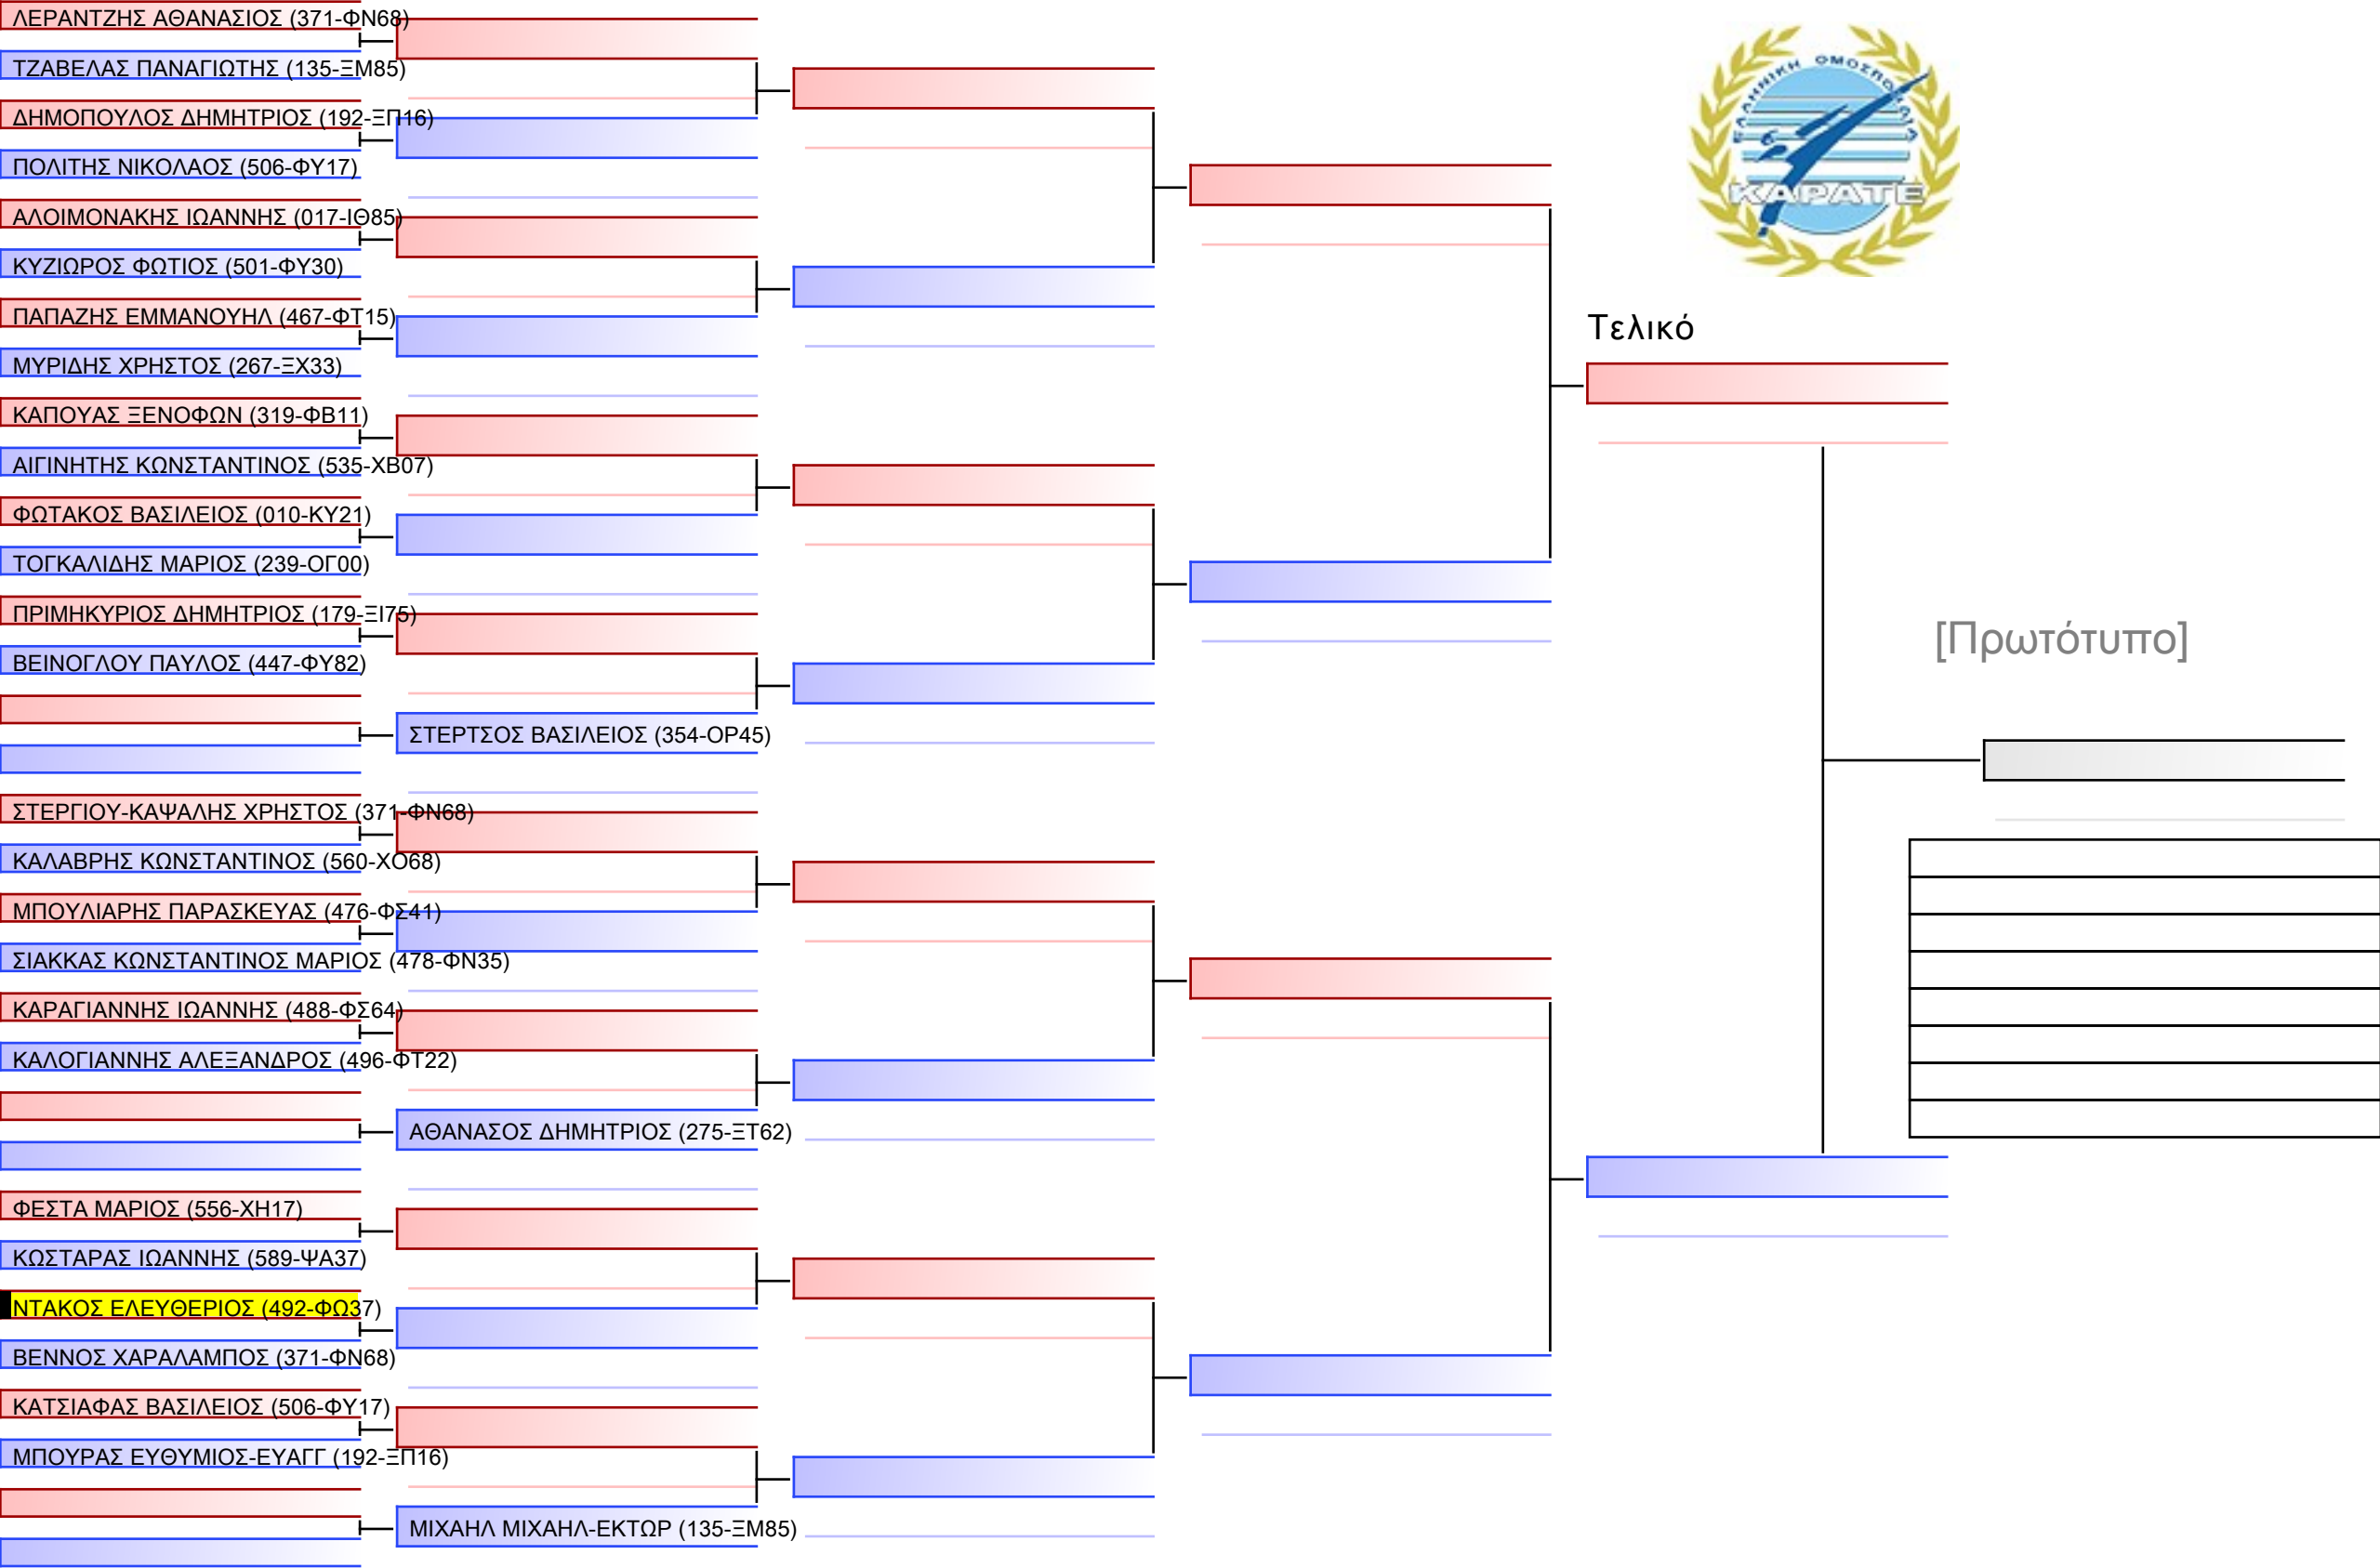 ΛΕΡΑΝΤΖΗΣ ΑΘΑΝΑΣΙΟΣ (371-ΦΝ68)
ΤΖΑΒΕΛΑΣ ΠΑΝΑΓΙΩΤΗΣ (135-ΞΜ85)
ΔΗΜΟΠΟΥΛΟΣ ΔΗΜΗΤΡΙΟΣ (192-ΞΠ16)
ΠΟΛΙΤΗΣ ΝΙΚΟΛΑΟΣ (506-ΦΥ17)
ΑΛΟΙΜΟΝΑΚΗΣ ΙΩΑΝΝΗΣ (017-ΙΘ85)
ΚΥΖΙΩΡΟΣ ΦΩΤΙΟΣ (501-ΦΥ30)
ΠΑΠΑΖΗΣ ΕΜΜΑΝΟΥΗΛ (467-ΦΤ15)
ΜΥΡΙΔΗΣ ΧΡΗΣΤΟΣ (267-ΞΧ33)
ΚΑΠΟΥΑΣ ΞΕΝΟΦΩΝ (319-ΦΒ11)
ΑΙΓΙΝΗΤΗΣ ΚΩΝΣΤΑΝΤΙΝΟΣ (535-ΧΒ07)
ΦΩΤΑΚΟΣ ΒΑΣΙΛΕΙΟΣ (010-ΚΥ21)
ΤΟΓΚΑΛΙΔΗΣ ΜΑΡΙΟΣ (239-ΟΓ00)
ΠΡΙΜΗΚΥΡΙΟΣ ΔΗΜΗΤΡΙΟΣ (179-ΞΙ75)
ΒΕΙΝΟΓΛΟΥ ΠΑΥΛΟΣ (447-ΦΥ82)
ΣΤΕΡΤΣΟΣ ΒΑΣΙΛΕΙΟΣ (354-ΟΡ45)
ΣΤΕΡΓΙΟΥ-ΚΑΨΑΛΗΣ ΧΡΗΣΤΟΣ (371-ΦΝ68)
ΚΑΛΑΒΡΗΣ ΚΩΝΣΤΑΝΤΙΝΟΣ (560-ΧΟ68)
ΜΠΟΥΛΙΑΡΗΣ ΠΑΡΑΣΚΕΥΑΣ (476-ΦΣ41)
ΣΙΑΚΚΑΣ ΚΩΝΣΤΑΝΤΙΝΟΣ ΜΑΡΙΟΣ (478-ΦΝ35)
ΚΑΡΑΓΙΑΝΝΗΣ ΙΩΑΝΝΗΣ (488-ΦΣ64)
ΚΑΛΟΓΙΑΝΝΗΣ ΑΛΕΞΑΝΔΡΟΣ (496-ΦΤ22)
ΑΘΑΝΑΣΟΣ ΔΗΜΗΤΡΙΟΣ (275-ΞΤ62)
ΦΕΣΤΑ ΜΑΡΙΟΣ (556-ΧΗ17)
ΚΩΣΤΑΡΑΣ ΙΩΑΝΝΗΣ (589-ΨΑ37)
ΝΤΑΚΟΣ ΕΛΕΥΘΕΡΙΟΣ (492-ΦΩ37)
ΒΕΝΝΟΣ ΧΑΡΑΛΑΜΠΟΣ (371-ΦΝ68)
ΚΑΤΣΙΑΦΑΣ ΒΑΣΙΛΕΙΟΣ (506-ΦΥ17)
ΜΠΟΥΡΑΣ ΕΥΘΥΜΙΟΣ-ΕΥΑΓΓ (192-ΞΠ16)
ΜΙΧΑΗΛ ΜΙΧΑΗΛ-ΕΚΤΩΡ (135-ΞΜ85)
ΕΛΛΗΝΙΚΗ ΟΜΟΣΠΟΝΔΙΑ
ΚΑΡΑΤΕ
Τελικό
[Πρωτότυπο]